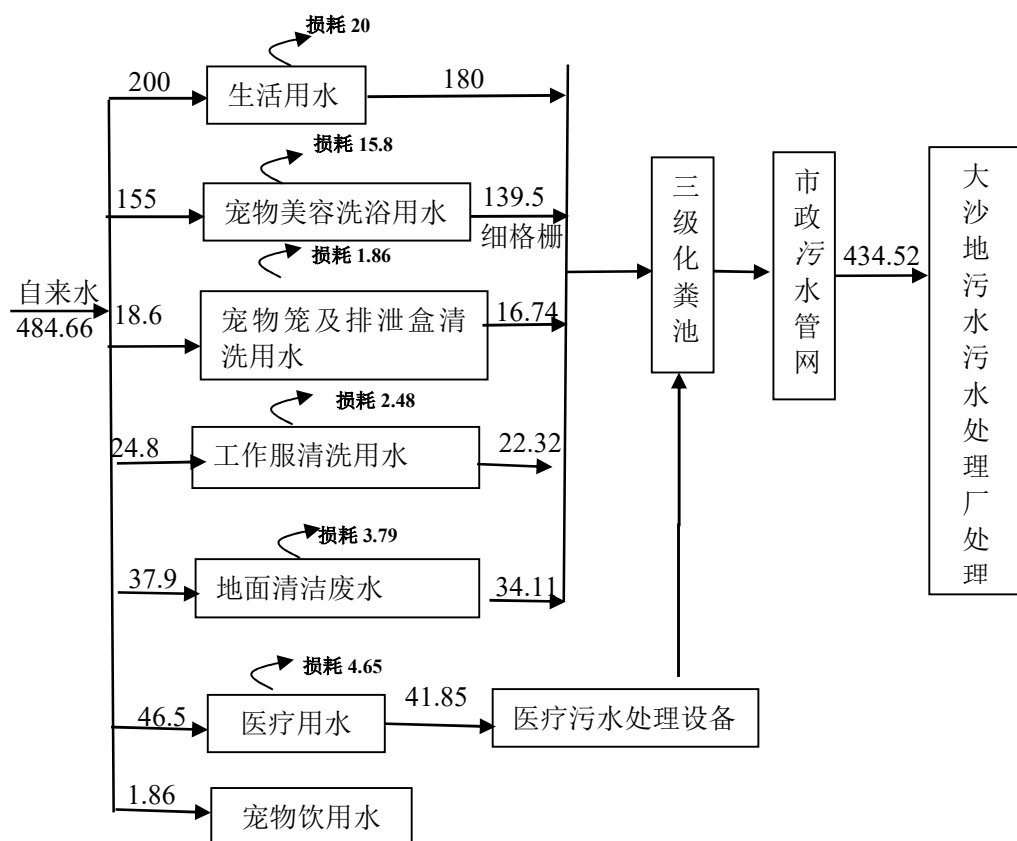 损耗 20
200
生活用水
180
损耗 15.8
155
宠物美容洗浴用水
139.5
细格栅
损耗 1.86
自来水
484.66
18.6
宠物笼及排泄盒清
洗用水
16.74
损耗 2.48
24.8
工作服清洗用水
22.32
损耗 3.79
37.9
地面清洁废水
34.11
损耗 4.65
46.5
医疗用水
41.85
医疗污水处理设备
1.86
宠物饮用水
三级化粪池
市政污水管网
434.52
大沙地污水污水处理厂处理